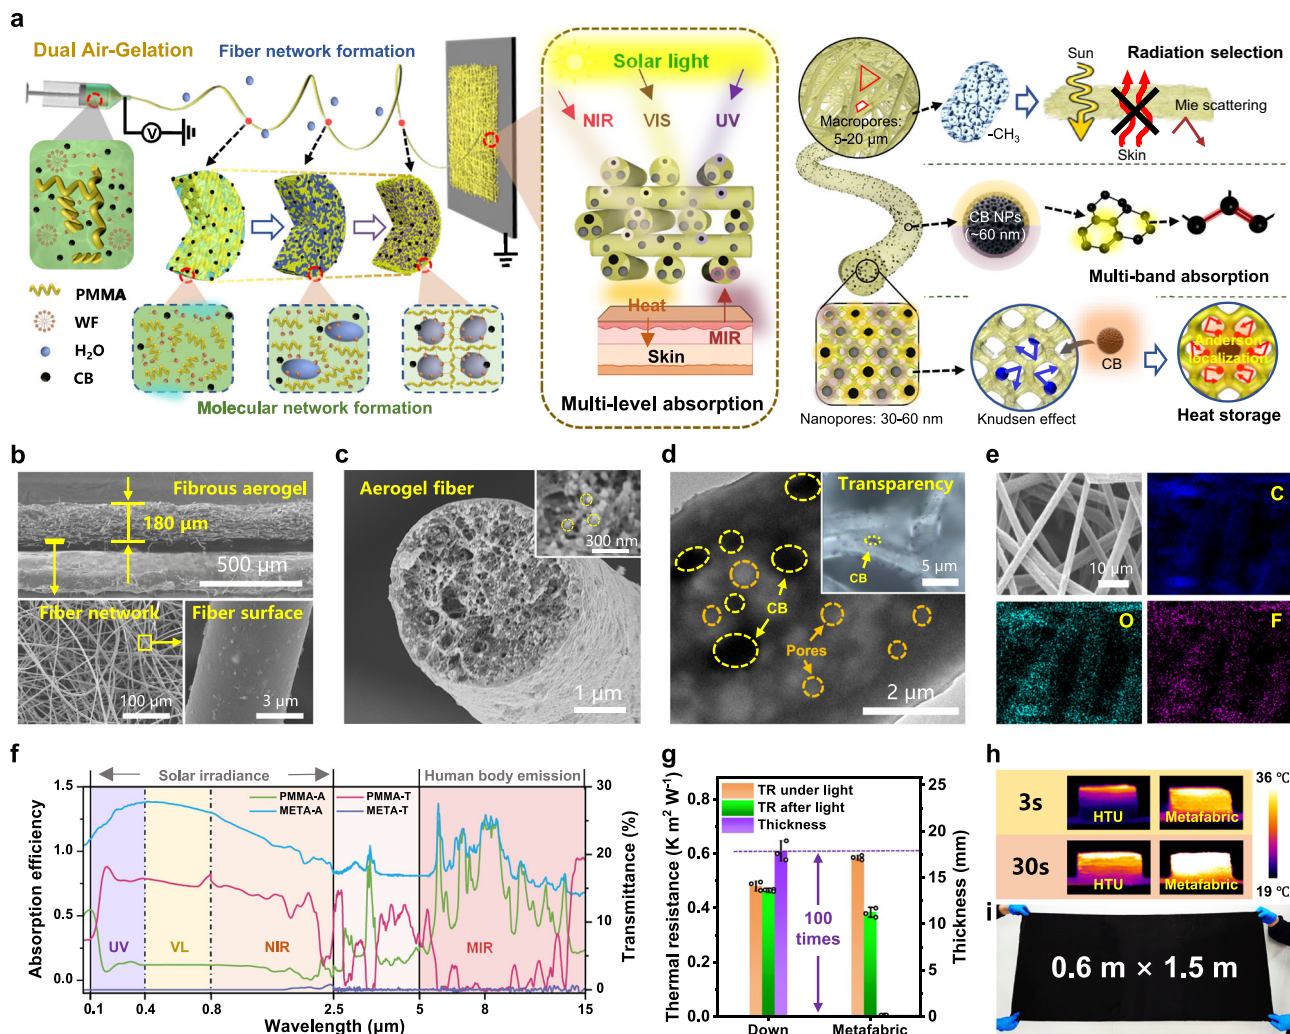 a
Dual Air-Gelation
Fiber network formation
V
PMMA
WF
H₂O
CB
Molecular network formation
Solar light
NIR
VIS
UV
Heat
Skin
MIR
Multi-level absorption
Macropores:
5-20 μm
-CH₃
Sun
Radiation selection
Mie scattering
Skin
CB NPs
(~60 nm)
Multi-band absorption
Nanopores: 30-60 nm
Knudsen effect
CB
Anderson
localization
Heat storage
b
Fibrous aerogel
180 μm
500 μm
Fiber network
100 μm
Fiber surface
3 μm
c
Aerogel fiber
300 nm
1 μm
d
Transparency
CB
5 μm
CB
Pores
2 μm
e
10 μm
C
O
F
f
Solar irradiance
Human body emission
PMMA-A
PMMA-T
META-A
META-T
Absorption efficiency
1.5
1.0
0.5
0.0
UV
VL
NIR
MIR
30
20
10
0
Transmittance (%)
0.1
0.4
0.8
2.5
5
8
15
Wavelength (μm)
g
Thermal resistance (K m² W⁻¹)
0.8
0.6
0.4
0.2
0.0
TR under light
TR after light
Thickness
100
times
25
20
15
10
5
0
Thickness (mm)
Down
Metafabric
h
3s
HTU
Metafabric
30s
HTU
Metafabric
36 ℃
19 ℃
i
0.6 m × 1.5 m